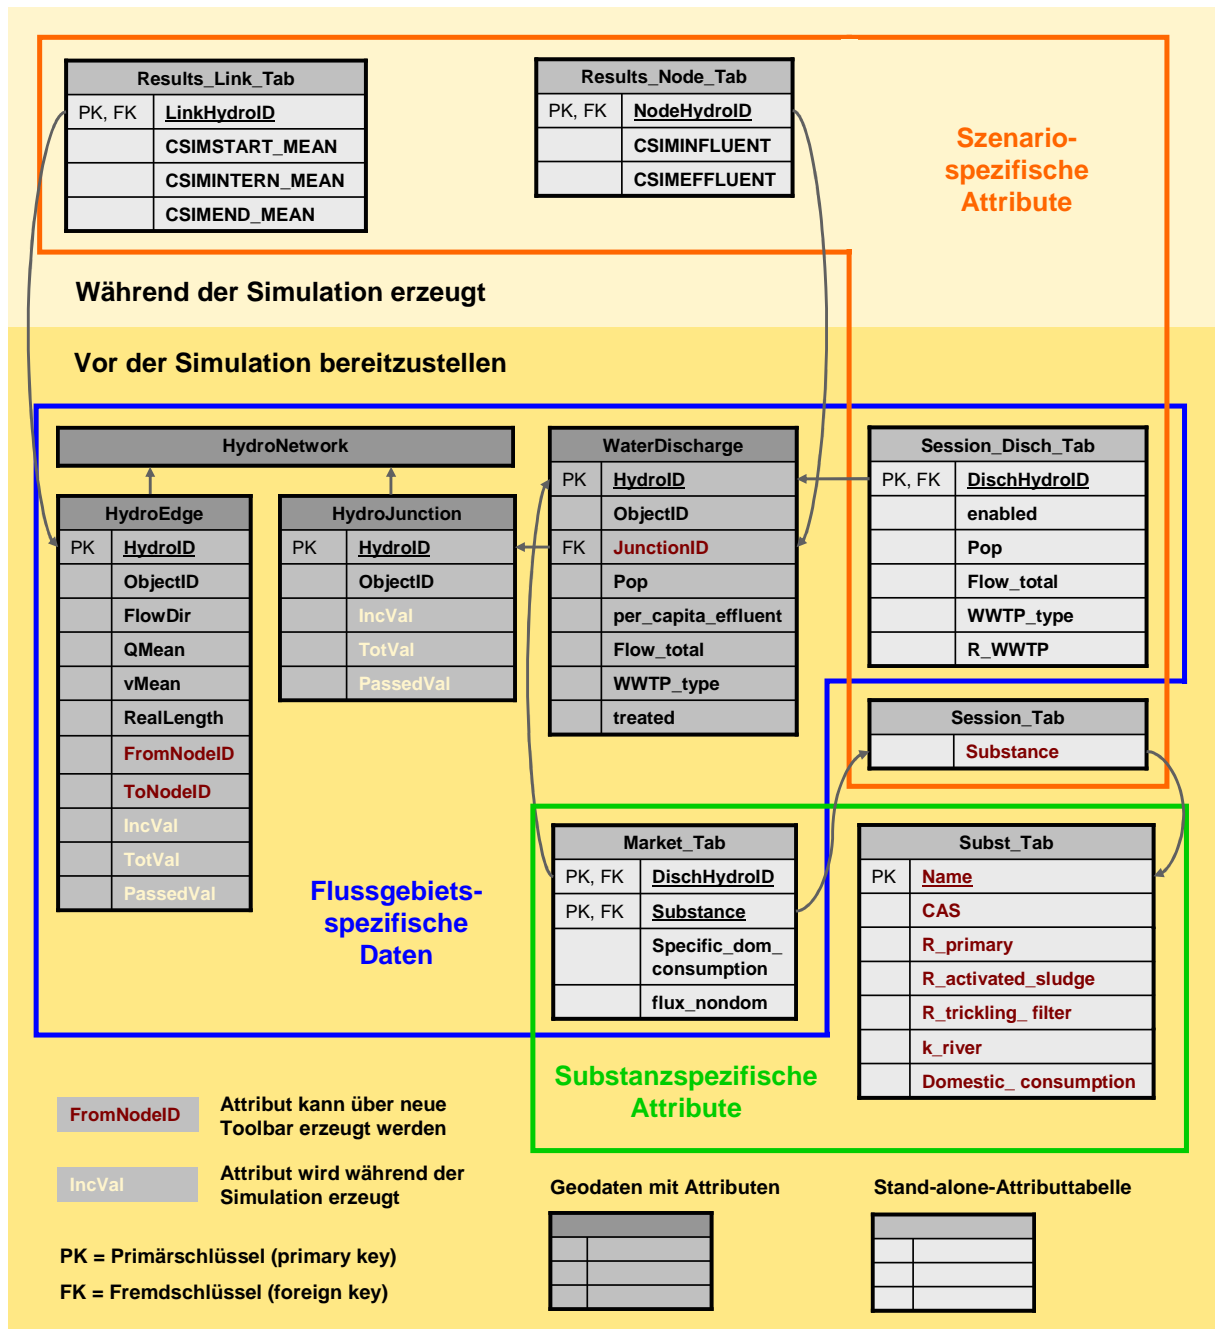 Results_Link_Tab
PK, FK LinkHydroID
CSIMSTART_MEAN
CSIMINTERN_MEAN
CSIMEND_MEAN
Results_Node_Tab
PK, FK NodeHydroID
CSIMINFLUENT
CSIMEFFLUENT
Szenario-
spezifische
Attribute
Während der Simulation erzeugt
Vor der Simulation bereitzustellen
HydroNetwork
HydroEdge
PK HydroID
ObjectID
FlowDir
QMean
vMean
RealLength
FromNodeID
ToNodeID
IncVal
TotVal
PassedVal
HydroJunction
PK HydroID
ObjectID
IncVal
TotVal
PassedVal
WaterDischarge
PK HydroID
ObjectID
FK JunctionID
Pop
per_capita_effluent
Flow_total
WWTP_type
treated
Session_Disch_Tab
PK, FK DischHydroID
enabled
Pop
Flow_total
WWTP_type
R_WWTP
Session_Tab
Substance
Market_Tab
PK, FK DischHydroID
PK, FK Substance
Specific_dom_
consumption
flux_nondom
Subst_Tab
PK Name
CAS
R_primary
R_activated_sludge
R_trickling_ filter
k_river
Domestic_ consumption
Flussgebiets-
spezifische
Daten
Substanzspezifische
Attribute
FromNodeID
Attribut kann über neue
Toolbar erzeugt werden
IncVal
Attribut wird während der
Simulation erzeugt
PK = Primärschlüssel (primary key)
FK = Fremdschlüssel (foreign key)
Geodaten mit Attributen
Stand-alone-Attributtabelle